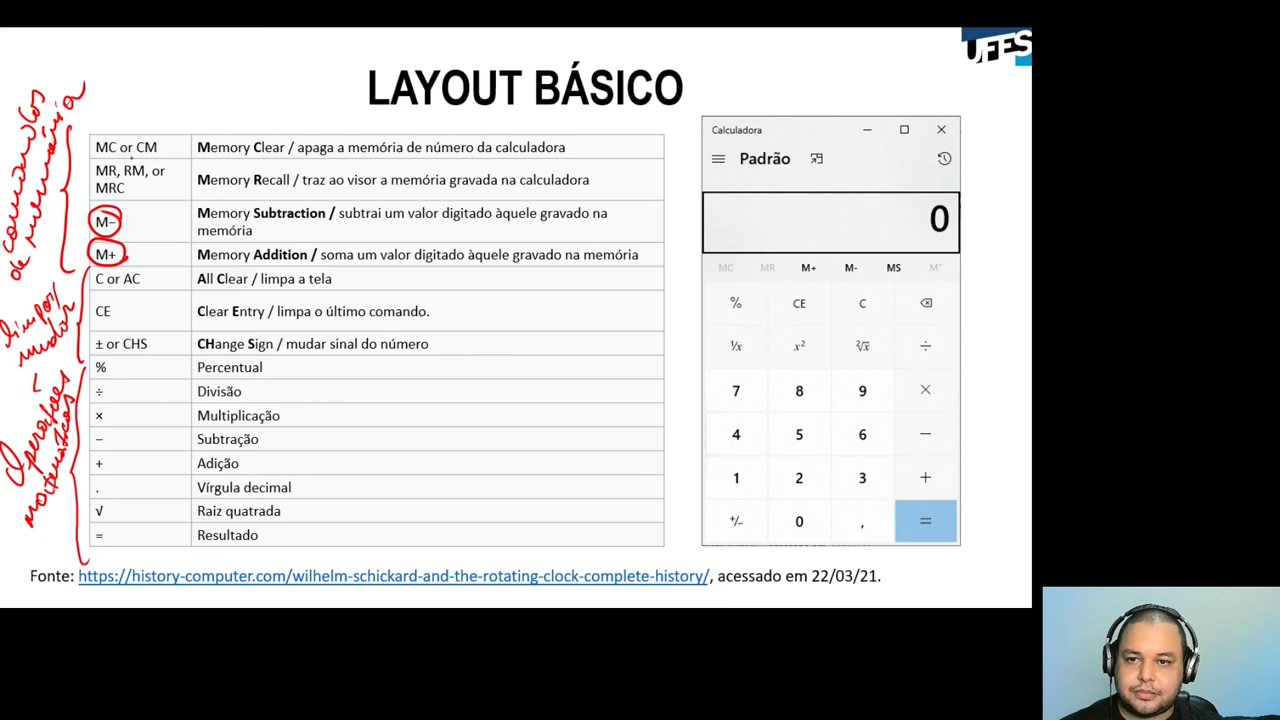 UFES
LAYOUT BÁSICO
comandos
de memória
limpar/
mudar
Operações
matemáticas
MC or CM
Memory Clear / apaga a memória de número da calculadora
MR, RM, or
MRC
Memory Recall / traz ao visor a memória gravada na calculadora
M−
Memory Subtraction / subtrai um valor digitado àquele gravado na
memória
M+
Memory Addition / soma um valor digitado àquele gravado na memória
C or AC
All Clear / limpa a tela
CE
Clear Entry / limpa o último comando.
± or CHS
CHange Sign / mudar sinal do número
%
Percentual
÷
Divisão
×
Multiplicação
−
Subtração
+
Adição
.
Vírgula decimal
√
Raiz quadrada
=
Resultado
Calculadora
Padrão
0
MC MR M+ M- MS M˅
% CE C
⅟x x² ²√x ÷
7 8 9 ×
4 5 6 −
1 2 3 +
+/− 0 , =
Fonte: https://history-computer.com/wilhelm-schickard-and-the-rotating-clock-complete-history/, acessado em 22/03/21.